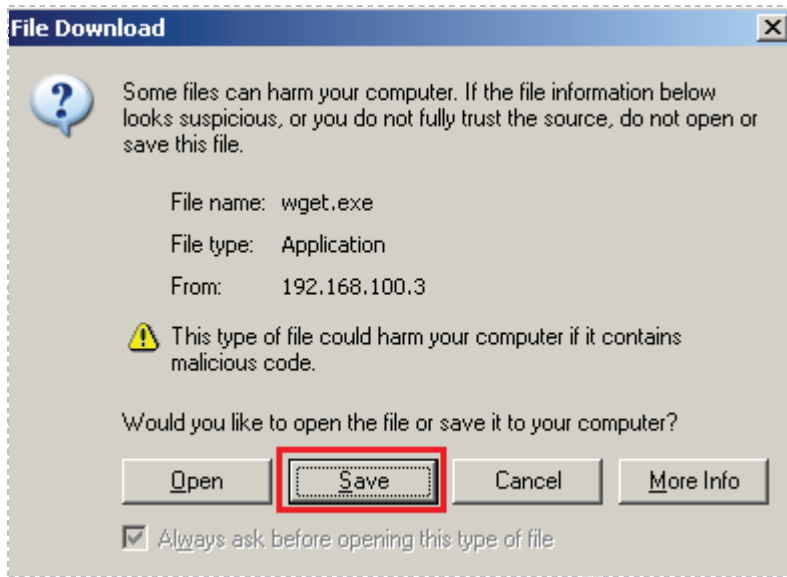 File Download
Some files can harm your computer. If the file information below
looks suspicious, or you do not fully trust the source, do not open or
save this file.
File name: wget.exe
File type: Application
From: 192.168.100.3
This type of file could harm your computer if it contains
malicious code.
Would you like to open the file or save it to your computer?
Open Save Cancel More Info
Always ask before opening this type of file